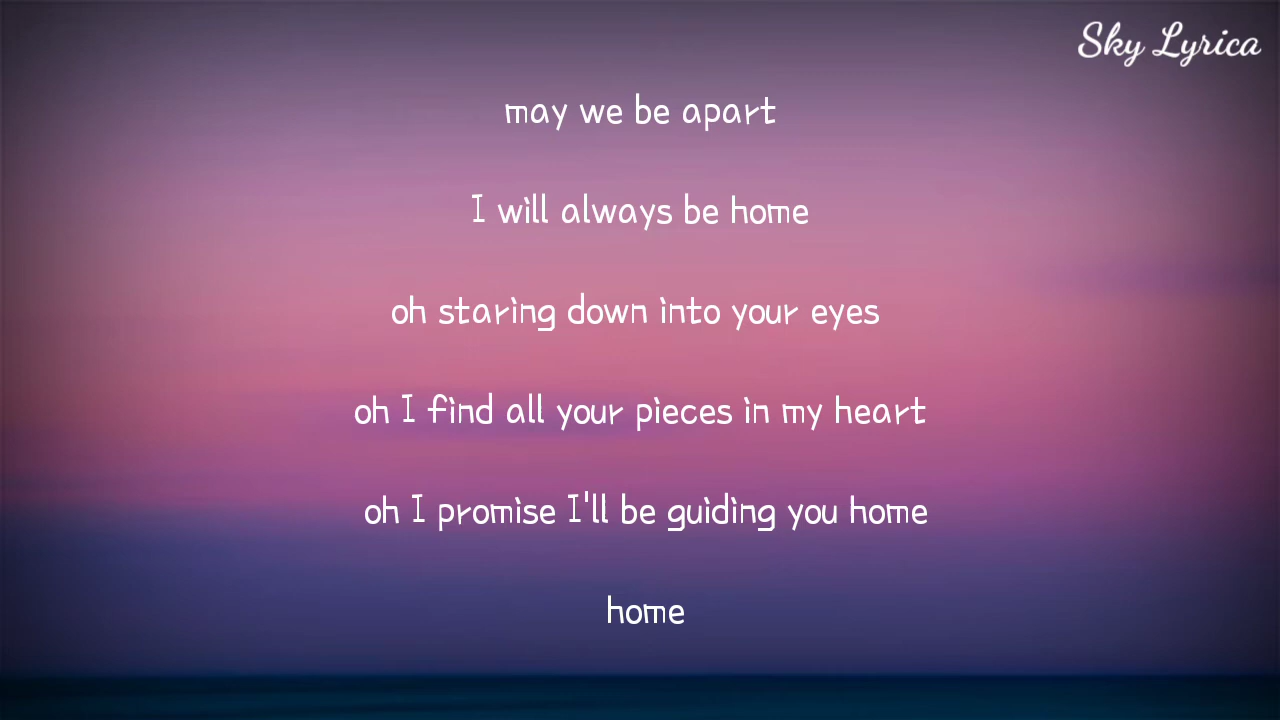 Sky Lyrica
may we be apart
I will always be home
oh staring down into your eyes
oh I find all your pieces in my heart
oh I promise I'll be guiding you home
home